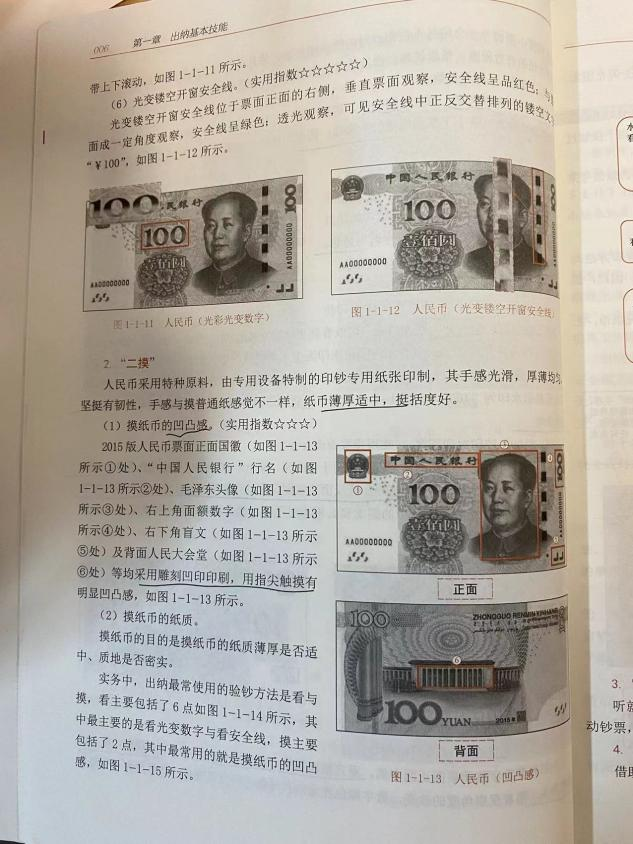 006 第一章 出纳基本技能
带上下滚动，如图1-1-11所示。
（6）光变镂空开窗安全线。（实用指数☆☆☆☆☆）
光变镂空开窗安全线位于票面正面的右侧，垂直票面观察，安全线呈品红色；与
面成一定角度观察，安全线呈绿色；透光观察，可见安全线中正反交替排列的镂空文
“￥100”，如图1-1-12所示。
100
民银行
100
100
壹佰圆
AA00000000
AA00000000
中国人民银行
100
壹佰圆
AA00000000
图1-1-11 人民币（光彩光变数字）
图1-1-12 人民币（光变镂空开窗安全线
2. “二摸”
人民币采用特种原料，由专用设备特制的印钞专用纸张印制，其手感光滑，厚薄均匀，
坚挺有韧性，手感与摸普通纸感觉不一样，纸币薄厚适中，挺括度好。
（1）摸纸币的凹凸感。（实用指数☆☆☆）
2015版人民币票面正面国徽（如图1-1-13
所示①处）、“中国人民银行”行名（如图
1-1-13所示②处）、毛泽东头像（如图1-1-13
所示③处）、右上角面额数字（如图1-1-13
所示④处）、右下角盲文（如图1-1-13所示
⑤处）及背面人民大会堂（如图1-1-13所示
⑥处）等均采用雕刻凹印印刷，用指尖触摸有
明显凹凸感，如图1-1-13所示。
（2）摸纸币的纸质。
摸纸币的目的是摸纸币的纸质薄厚是否适
中、质地是否密实。
实务中，出纳最常使用的验钞方法是看与
摸，看主要包括了6点如图1-1-14所示，其
中最主要的是看光变数字与看安全线，摸主要
包括了2点，其中最常用的就是摸纸币的凹凸
感，如图1-1-15所示。
中国人民银行
①
②
③
④
100
100
壹佰圆
AA00000000
正面
100
ZHONGGUO RENMIN YINHANG
⑥
100 YUAN
2015年
背面
图1-1-13 人民币（凹凸感）
3.
听就
动钞票，
4.
借助